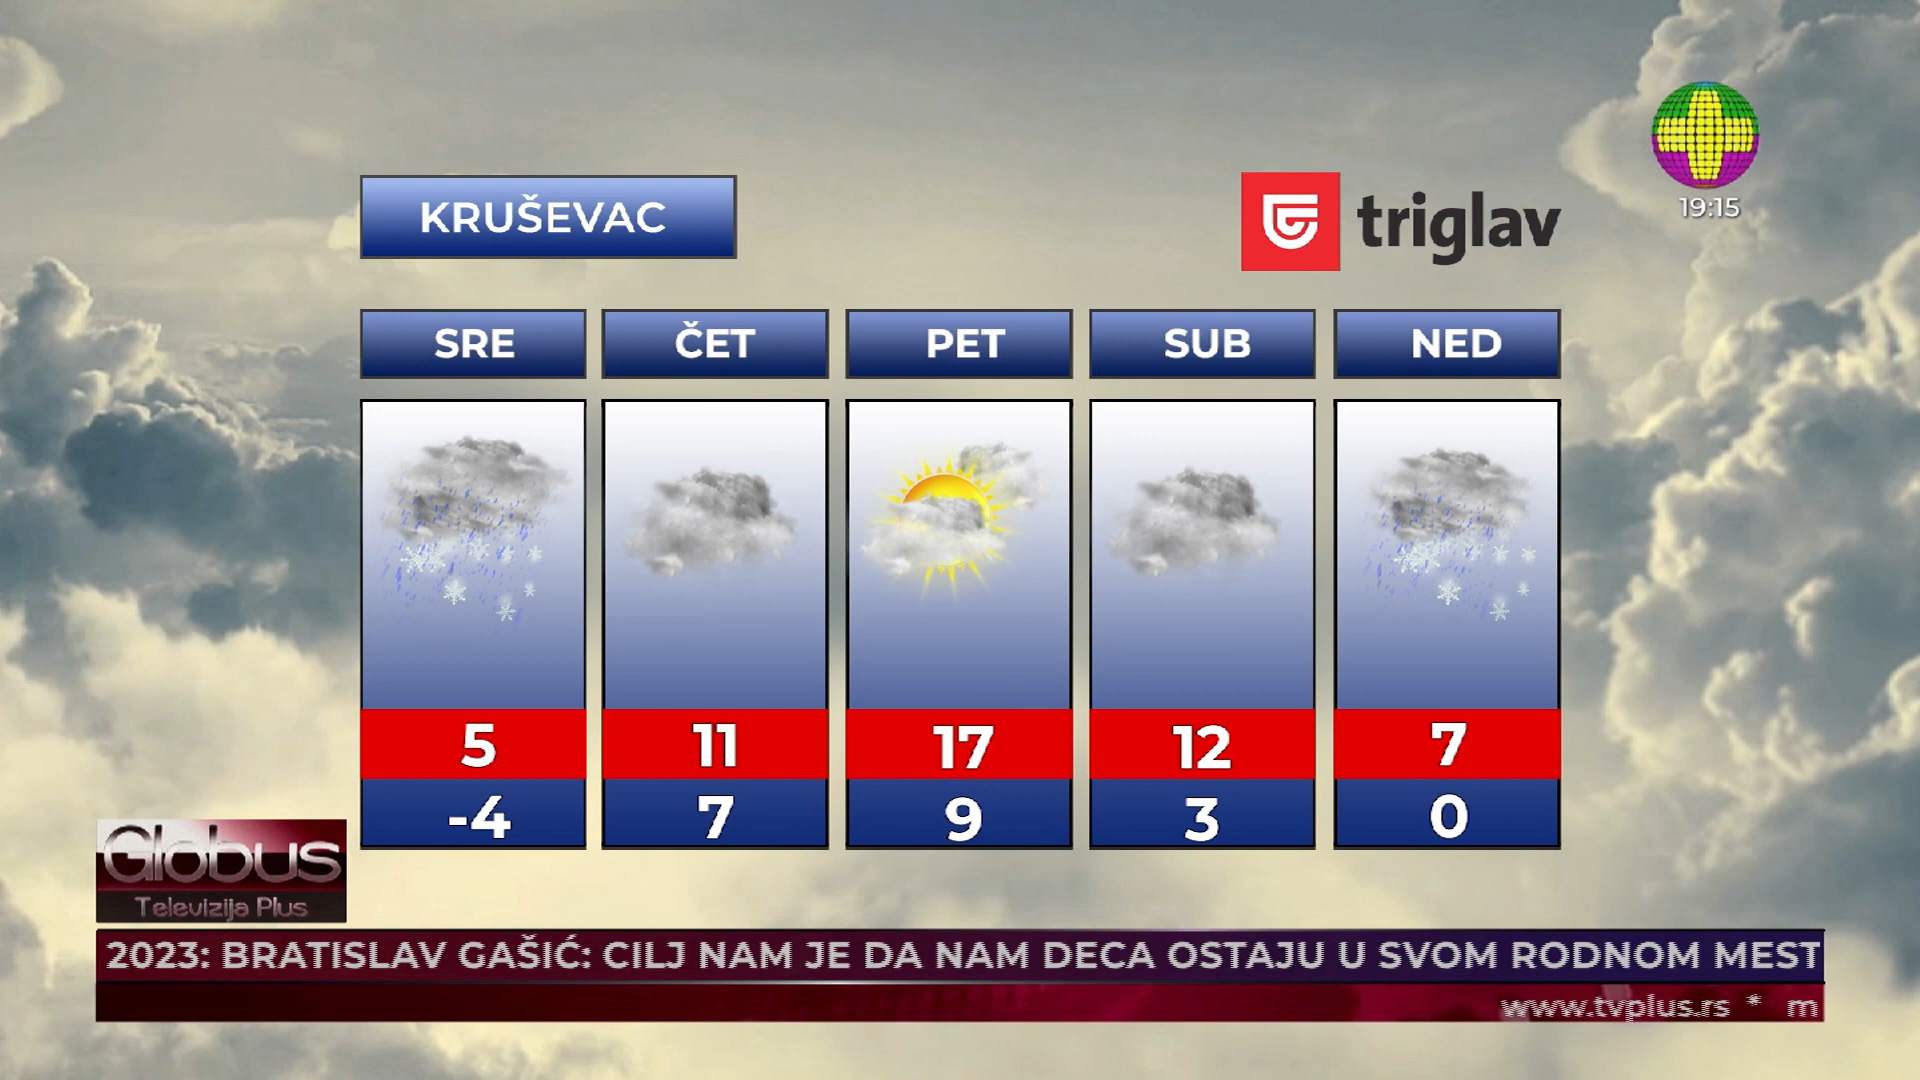 19:15
KRUŠEVAC
triglav
SRE ČET PET SUB NED
5 11 17 12 7
-4 7 9 3 0
Globus
Televizija Plus
2023: BRATISLAV GAŠIĆ: CILJ NAM JE DA NAM DECA OSTAJU U SVOM RODNOM MEST
www.tvplus.rs * m